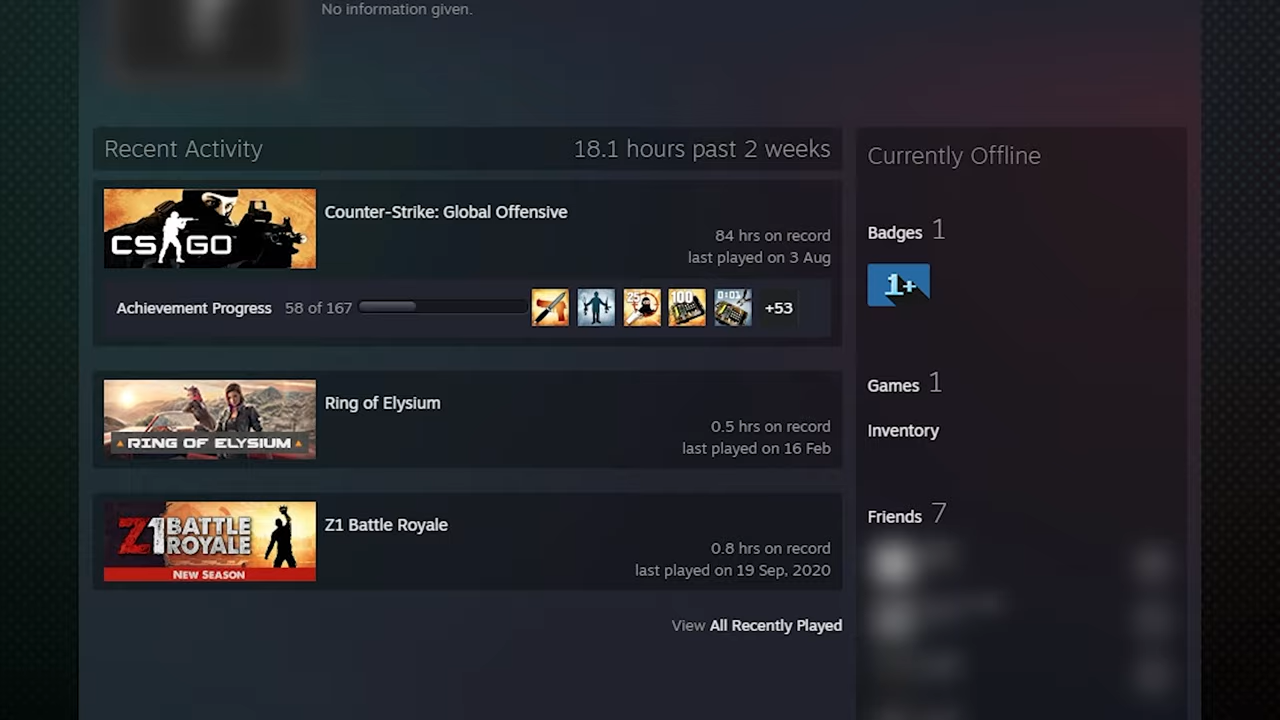 No information given.
Recent Activity
18.1 hours past 2 weeks
CS GO
Counter-Strike: Global Offensive
84 hrs on record
last played on 3 Aug
Achievement Progress 58 of 167
25
100
0:01
+53
RING OF ELYSIUM
Ring of Elysium
0.5 hrs on record
last played on 16 Feb
Z1 BATTLE
ROYALE
NEW SEASON
Z1 Battle Royale
0.8 hrs on record
last played on 19 Sep, 2020
View All Recently Played
Currently Offline
Badges 1
1+
Games 1
Inventory
Friends 7